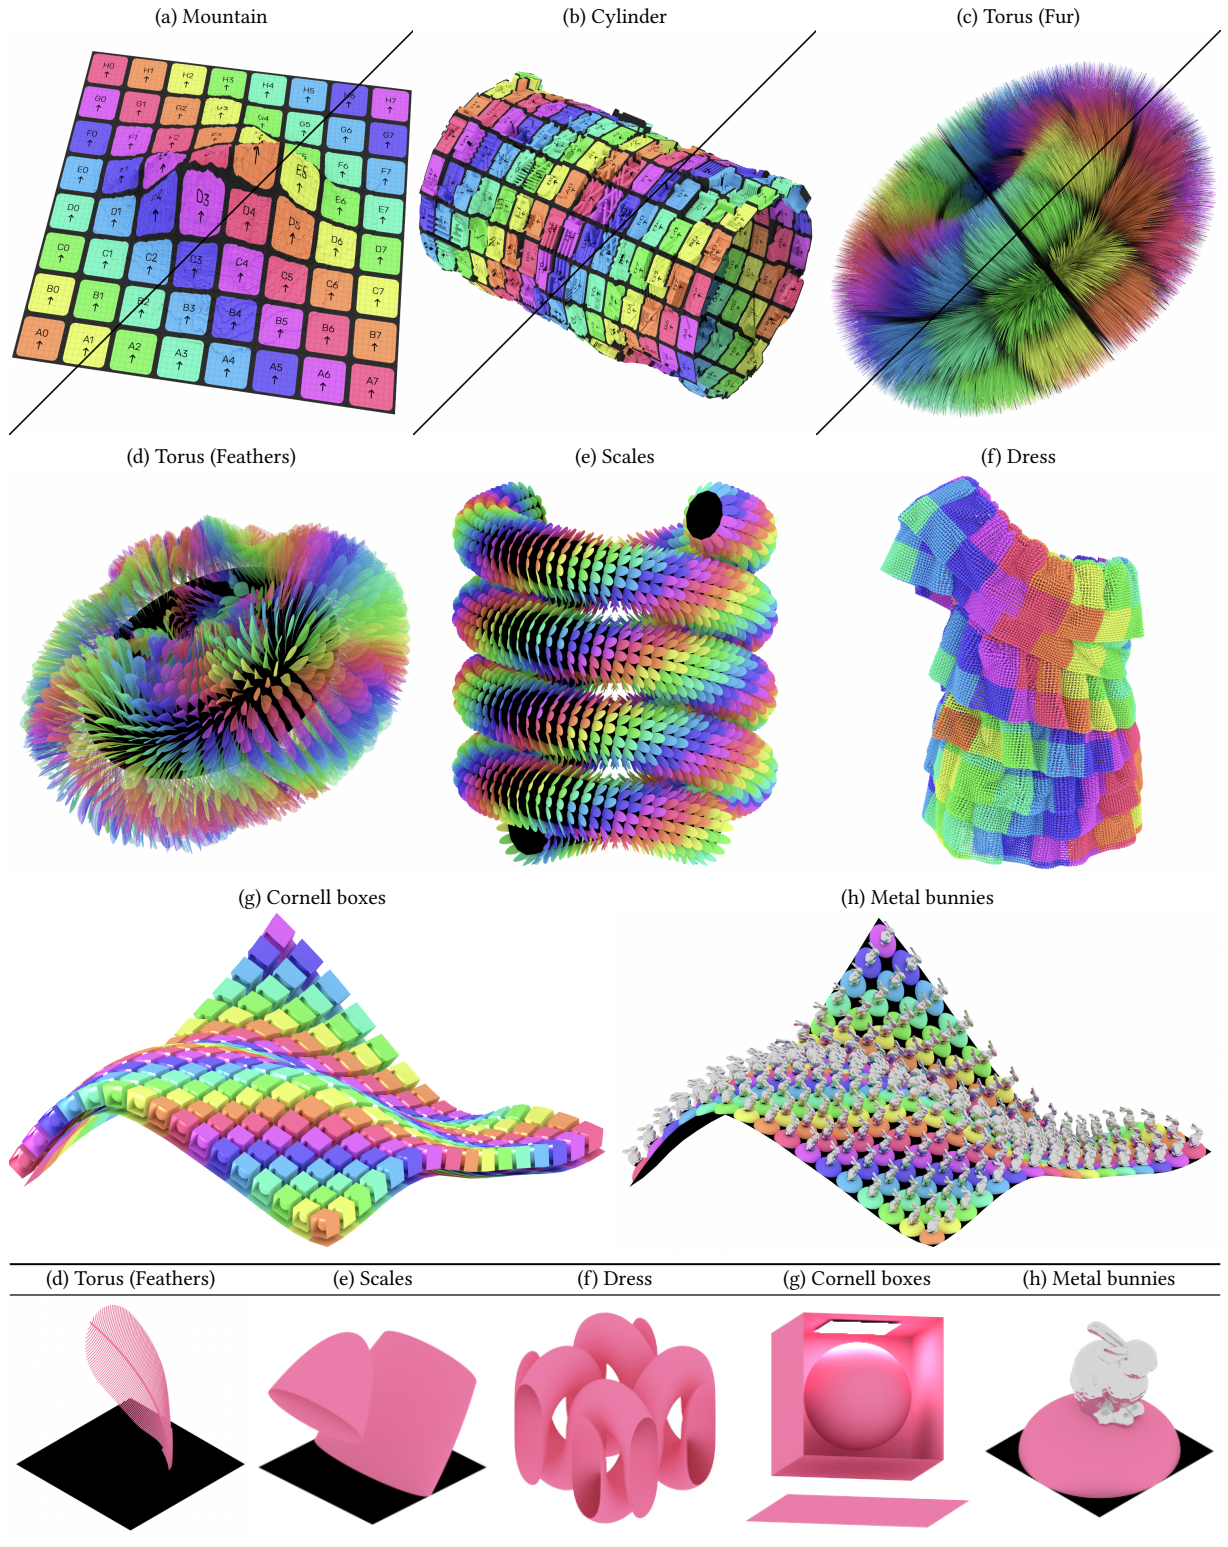 (a) Mountain
(b) Cylinder
(c) Torus (Fur)
H0 H1 H2 H3 H4 H5 H7
G0 G1 G2 G3 G4 G5 G6 G7
F0 F1 F6 F7
E0 E5 E6 E7
D0 D1 D3 D4 D5 D6 D7
C0 C1 C2 C3 C4 C5 C6 C7
B0 B1 B2 B3 B4 B5 B6 B7
A0 A1 A2 A3 A4 A5 A6 A7
(d) Torus (Feathers)
(e) Scales
(f) Dress
(g) Cornell boxes
(h) Metal bunnies
(d) Torus (Feathers)
(e) Scales
(f) Dress
(g) Cornell boxes
(h) Metal bunnies